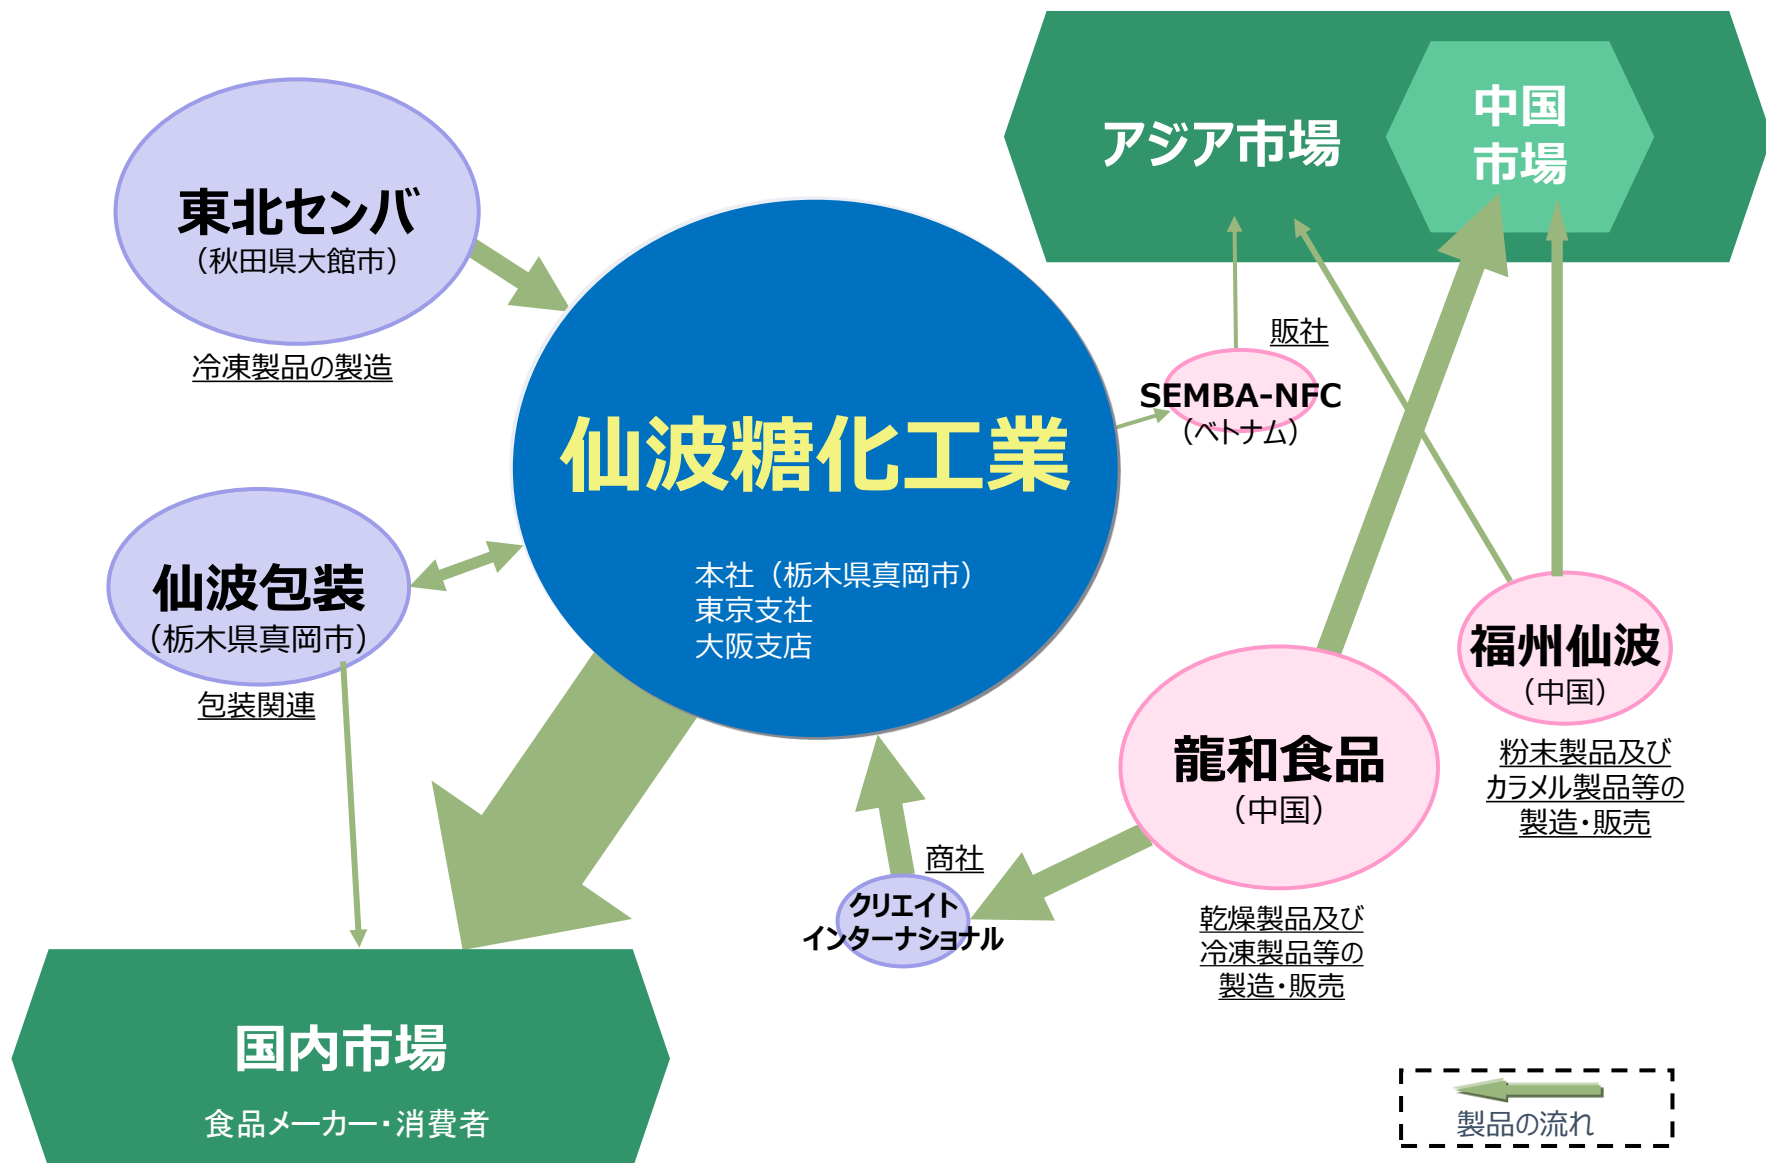 アジア市場
中国
市場
東北センバ
（秋田県大館市）
冷凍製品の製造
販社
SEMBA-NFC
（ベトナム）
仙波糖化工業
本社（栃木県真岡市）
東京支社
大阪支店
仙波包装
（栃木県真岡市）
包装関連
福州仙波
（中国）
粉末製品及び
カラメル製品等の
製造・販売
龍和食品
（中国）
乾燥製品及び
冷凍製品等の
製造・販売
商社
クリエイト
インターナショナル
国内市場
食品メーカー・消費者
製品の流れ